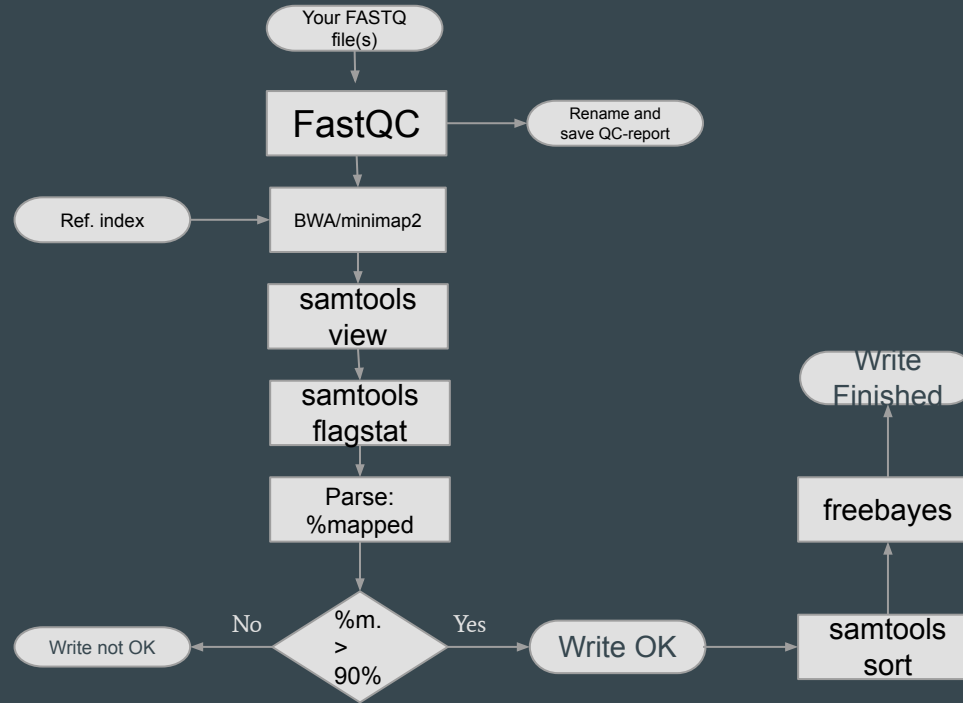 Your FASTQ
file(s)
FastQC
Rename and
save QC-report
Ref. index
BWA/minimap2
samtools
view
samtools
flagstat
Parse:
%mapped
%m.
>
90%
No
Yes
Write not OK
Write OK
samtools
sort
freebayes
Write
Finished